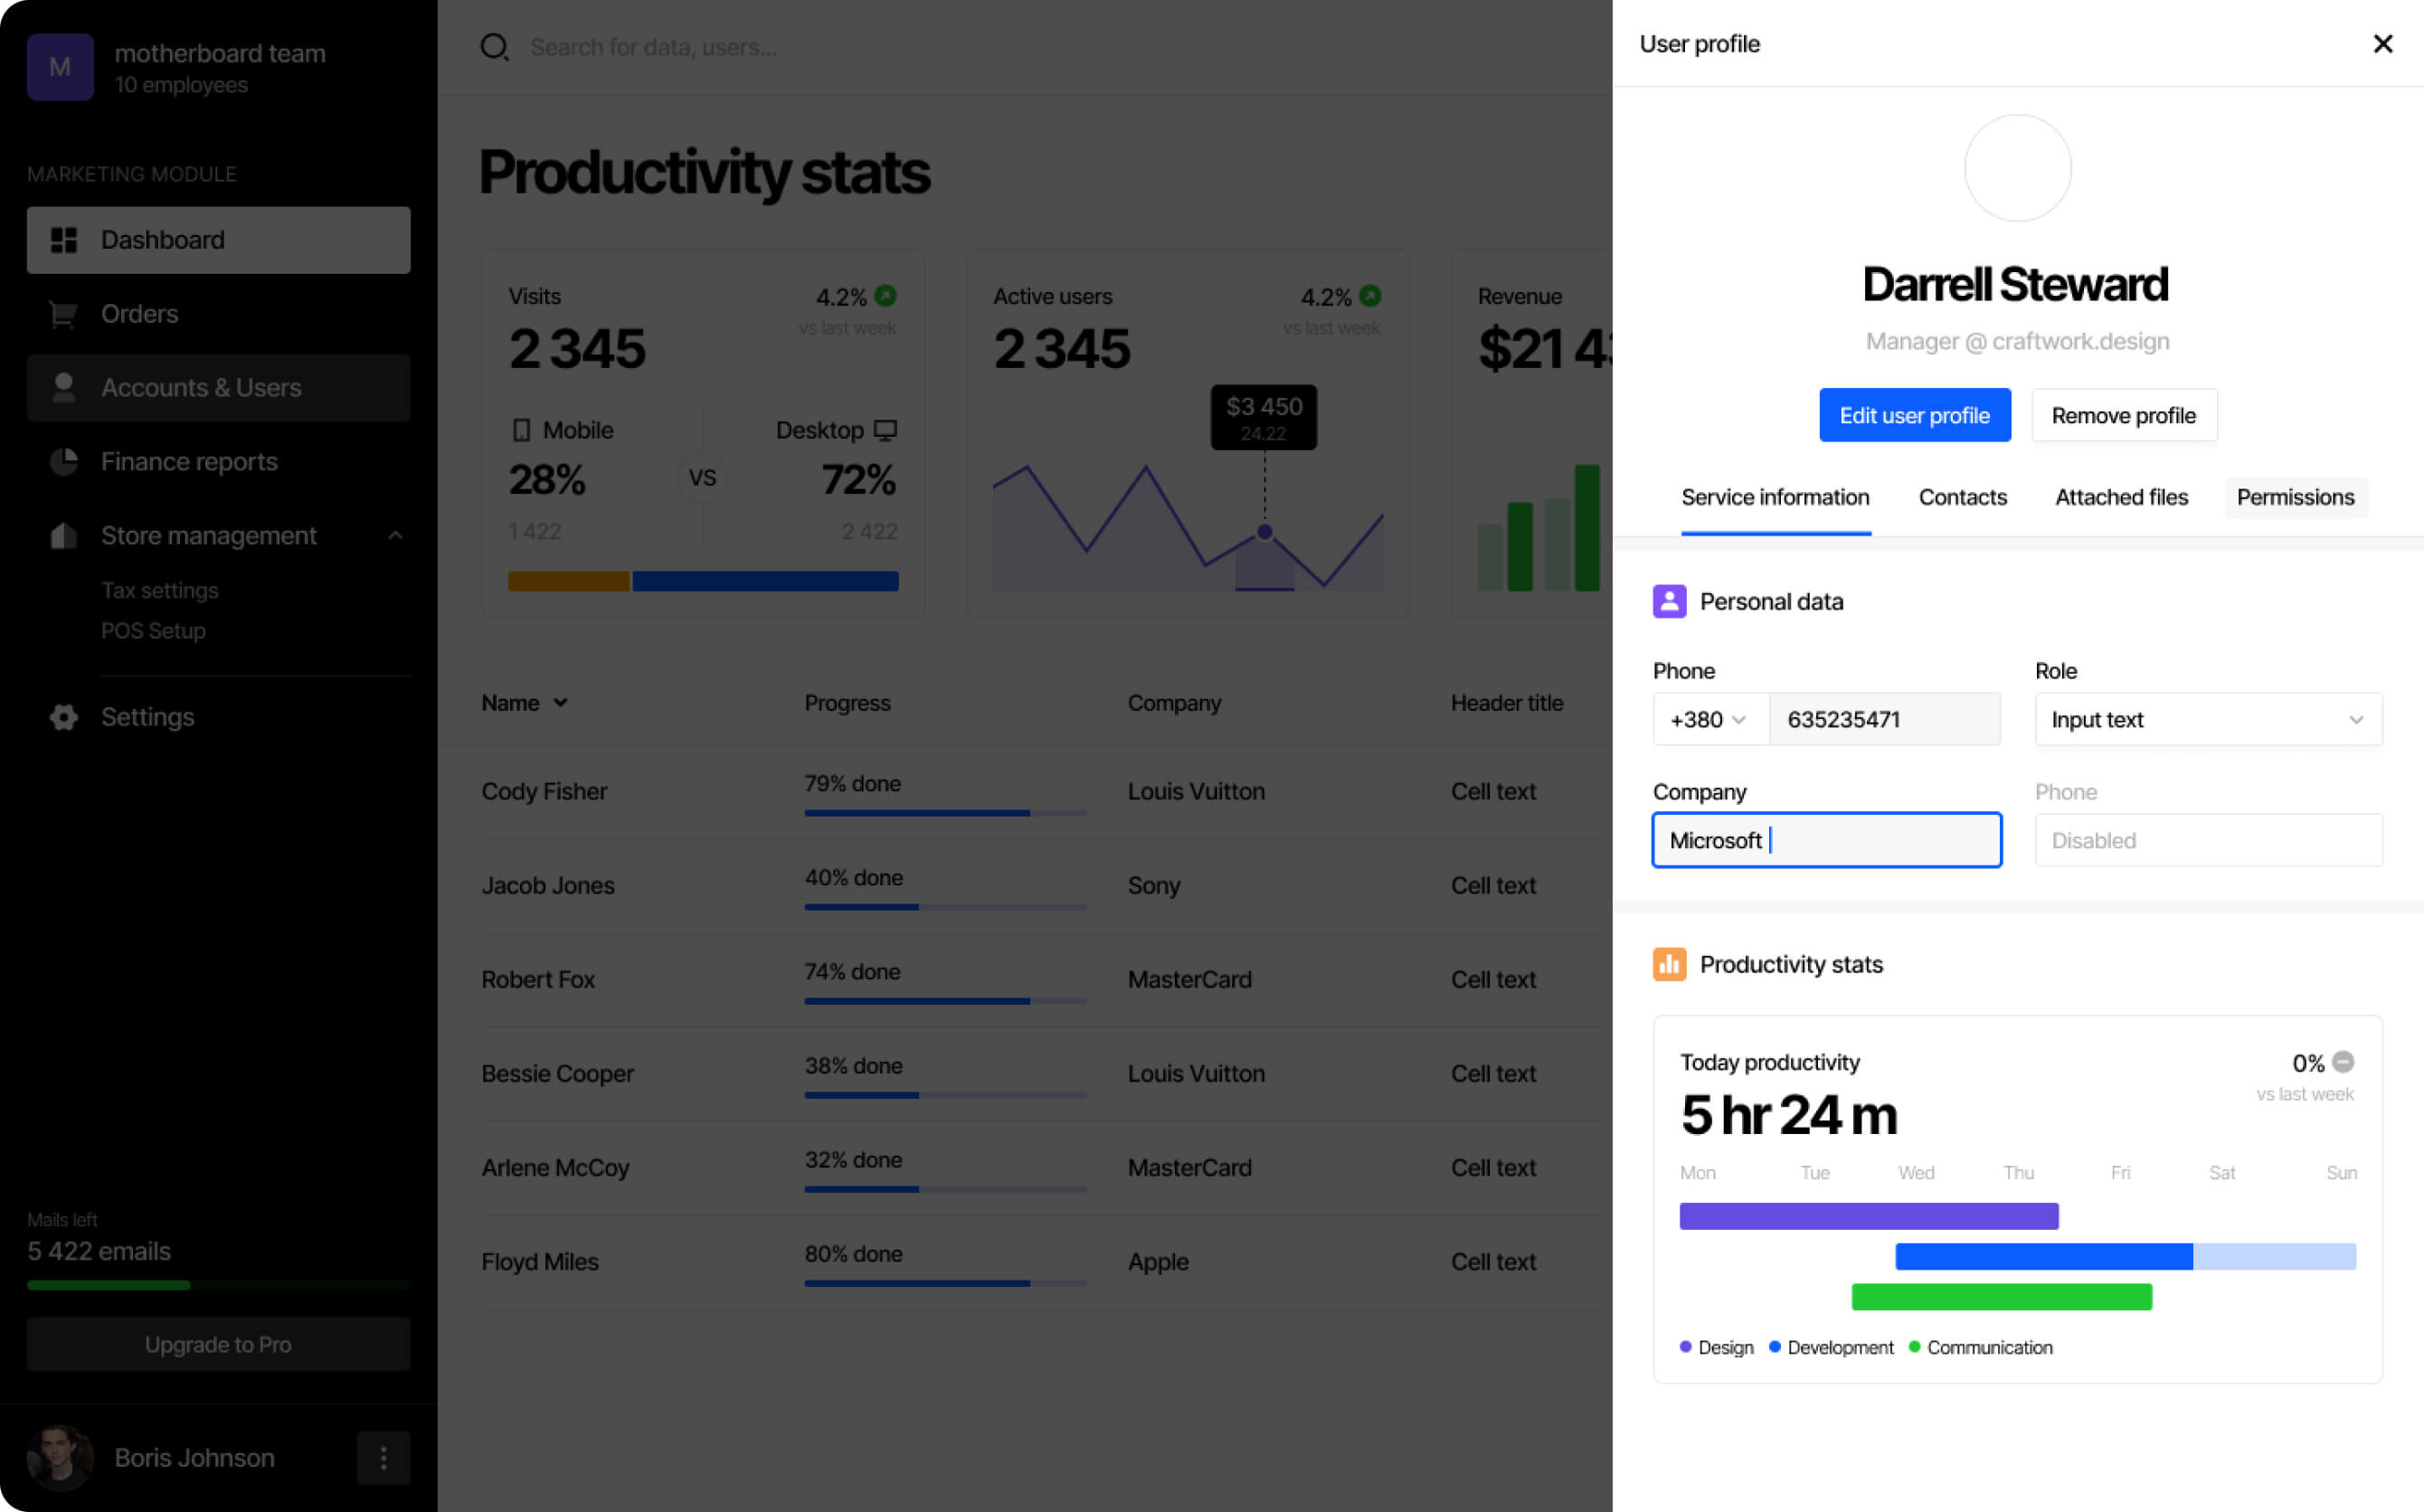 M
motherboard team
10 employees
MARKETING MODULE
Dashboard
Orders
Accounts & Users
Finance reports
Store management
Tax settings
POS Setup
Settings
Mails left
5 422 emails
Upgrade to Pro
Boris Johnson
Search for data, users...
Productivity stats
Visits
4.2%
2 345
vs last week
Mobile
Desktop
28%
VS
72%
1 422
2 422
Active users
4.2%
2 345
vs last week
$3 450
24.22
Revenue
$21 43
Name
Progress
Company
Header title
Cody Fisher
79% done
Louis Vuitton
Cell text
Jacob Jones
40% done
Sony
Cell text
Robert Fox
74% done
MasterCard
Cell text
Bessie Cooper
38% done
Louis Vuitton
Cell text
Arlene McCoy
32% done
MasterCard
Cell text
Floyd Miles
80% done
Apple
Cell text
User profile
Darrell Steward
Manager @ craftwork.design
Edit user profile
Remove profile
Service information
Contacts
Attached files
Permissions
Personal data
Phone
Role
+380
635235471
Input text
Company
Phone
Microsoft
Disabled
Productivity stats
Today productivity
0%
5 hr 24 m
vs last week
Mon Tue Wed Thu Fri Sat Sun
Design Development Communication